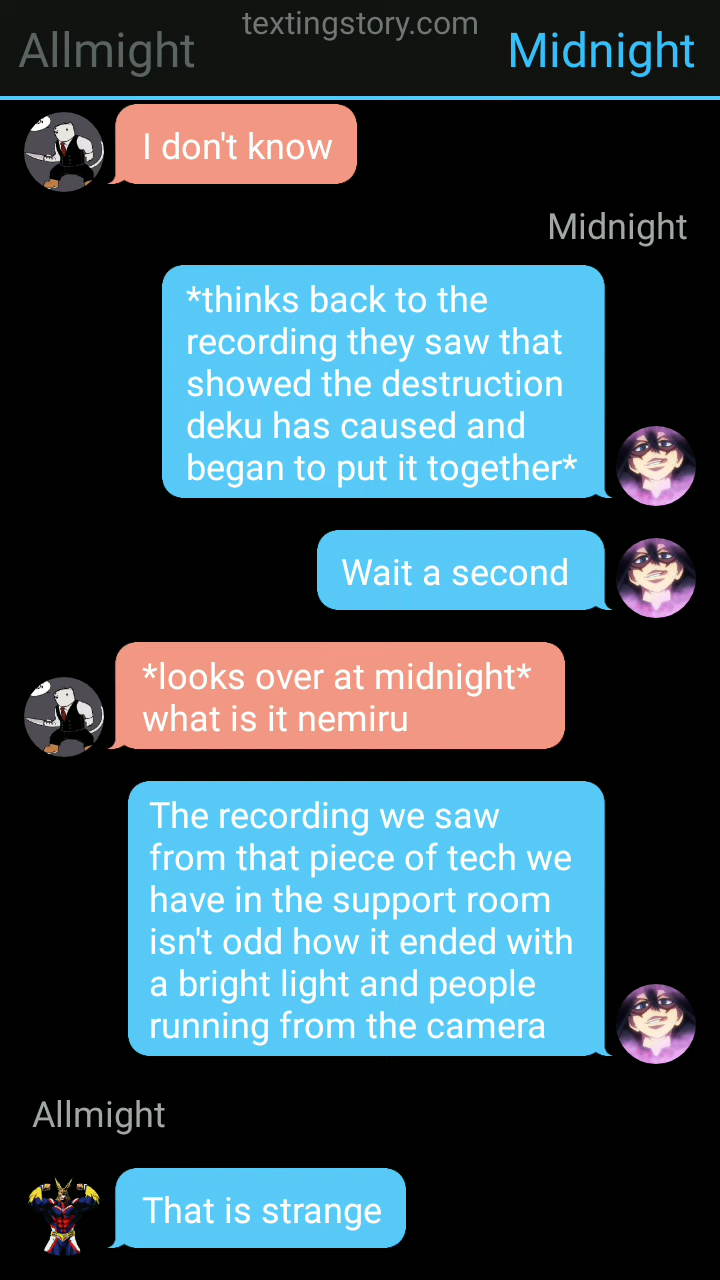 textingstory.com
Allmight
Midnight
I don't know
Midnight
*thinks back to the
recording they saw that
showed the destruction
deku has caused and
began to put it together*
Wait a second
*looks over at midnight*
what is it nemiru
The recording we saw
from that piece of tech we
have in the support room
isn't odd how it ended with
a bright light and people
running from the camera
Allmight
That is strange